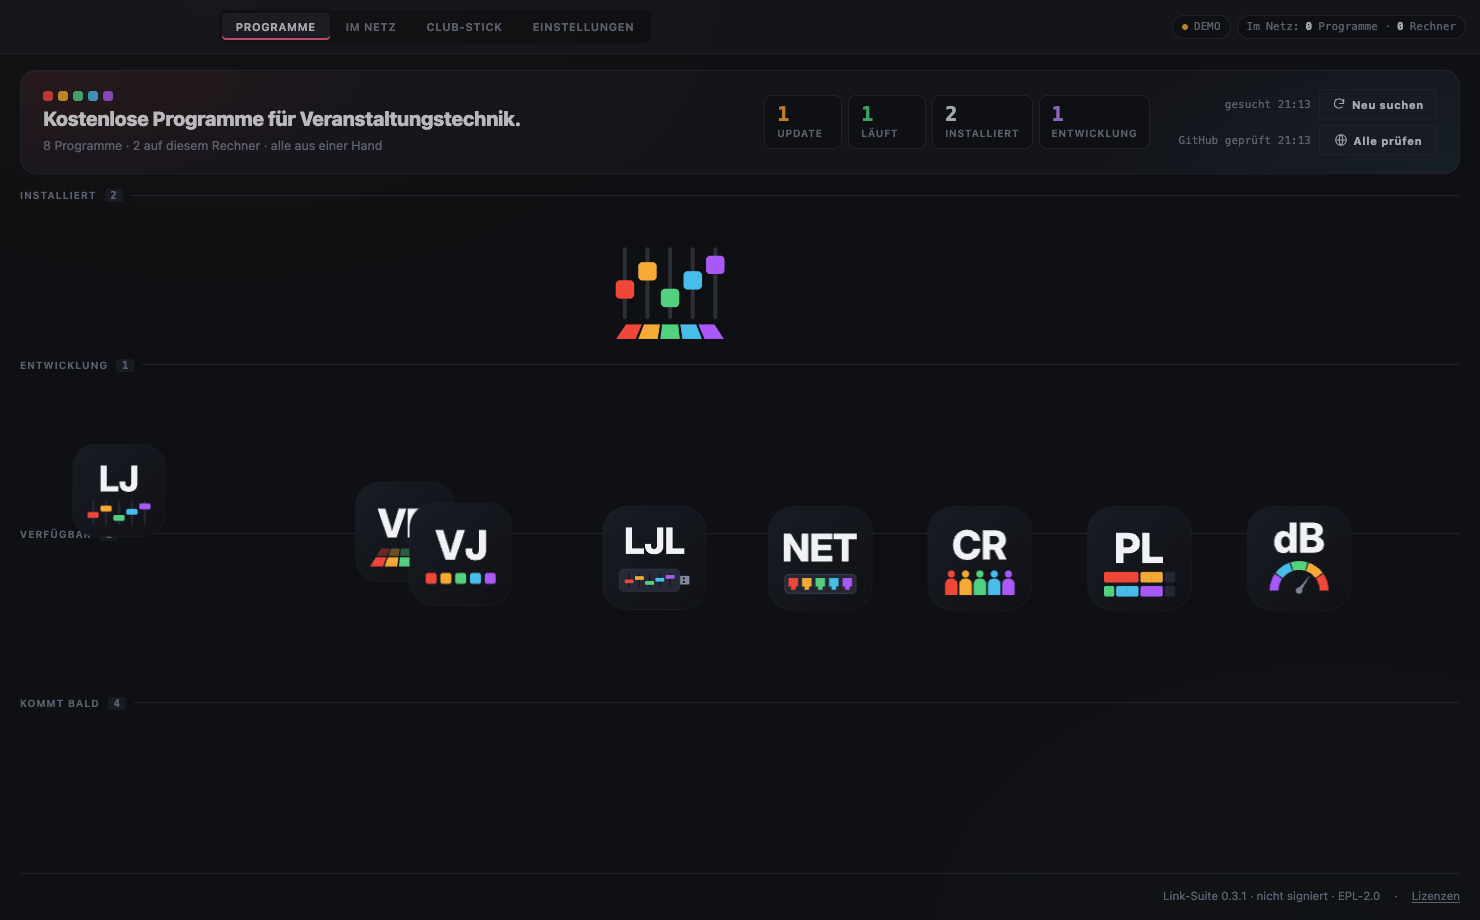 PROGRAMME IM NETZ CLUB-STICK EINSTELLUNGEN
DEMO
Im Netz: 0 Programme · 0 Rechner
Kostenlose Programme für Veranstaltungstechnik.
8 Programme · 2 auf diesem Rechner · alle aus einer Hand
1 UPDATE
1 LÄUFT
2 INSTALLIERT
1 ENTWICKLUNG
gesucht 21:13 Neu suchen
GitHub geprüft 21:13 Alle prüfen
INSTALLIERT 2
ENTWICKLUNG 1
LJ
VJ
LJL
NET
CR
PL
dB
KOMMT BALD 4
Link-Suite 0.3.1 · nicht signiert · EPL-2.0 · Lizenzen